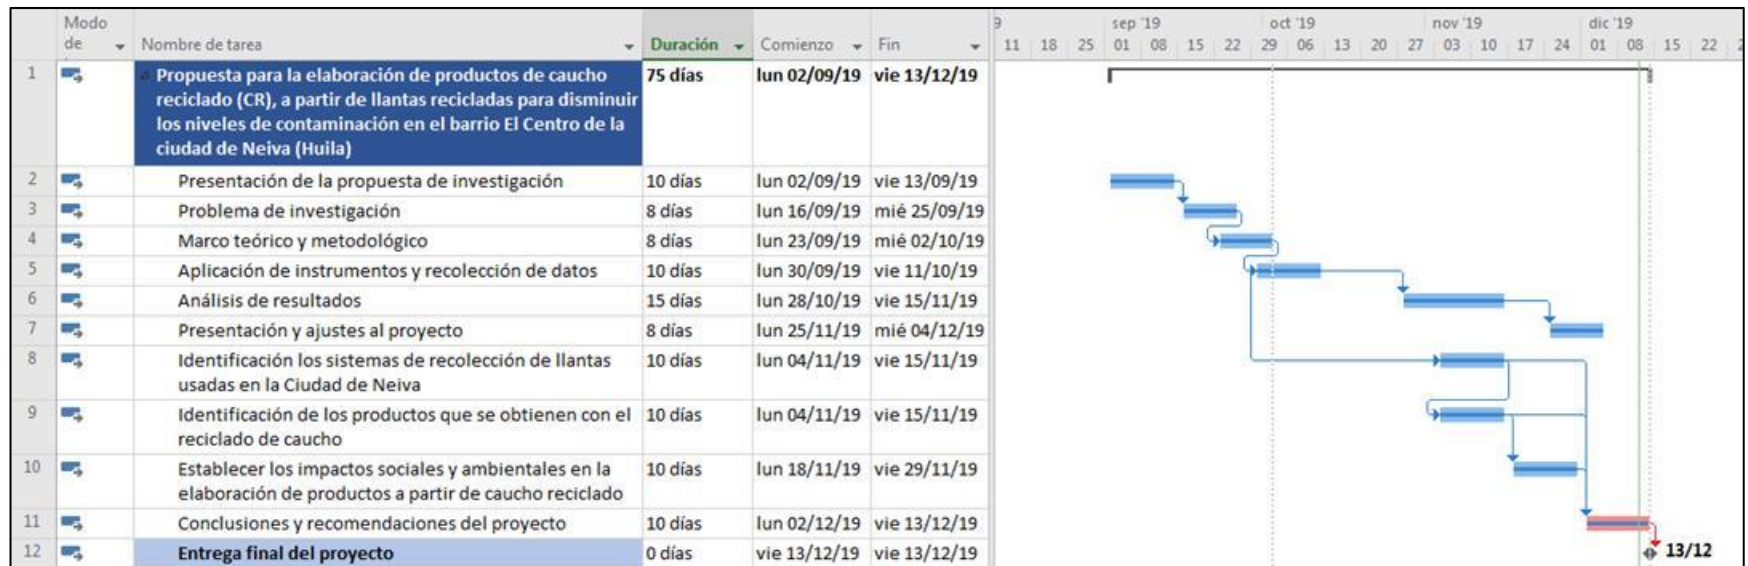 Modo de Nombre de tarea Duración Comienzo Fin
9 sep '19 oct '19 nov '19 dic '19
11 18 25 01 08 15 22 29 06 13 20 27 03 10 17 24 01 08 15 22
1 Propuesta para la elaboración de productos de caucho 75 días lun 02/09/19 vie 13/12/19
reciclado (CR), a partir de llantas recicladas para disminuir
los niveles de contaminación en el barrio El Centro de la
ciudad de Neiva (Huila)
2 Presentación de la propuesta de investigación 10 días lun 02/09/19 vie 13/09/19
3 Problema de investigación 8 días lun 16/09/19 mié 25/09/19
4 Marco teórico y metodológico 8 días lun 23/09/19 mié 02/10/19
5 Aplicación de instrumentos y recolección de datos 10 días lun 30/09/19 vie 11/10/19
6 Análisis de resultados 15 días lun 28/10/19 vie 15/11/19
7 Presentación y ajustes al proyecto 8 días lun 25/11/19 mié 04/12/19
8 Identificación los sistemas de recolección de llantas 10 días lun 04/11/19 vie 15/11/19
usadas en la Ciudad de Neiva
9 Identificación de los productos que se obtienen con el 10 días lun 04/11/19 vie 15/11/19
reciclado de caucho
10 Establecer los impactos sociales y ambientales en la 10 días lun 18/11/19 vie 29/11/19
elaboración de productos a partir de caucho reciclado
11 Conclusiones y recomendaciones del proyecto 10 días lun 02/12/19 vie 13/12/19
12 Entrega final del proyecto 0 días vie 13/12/19 vie 13/12/19 13/12